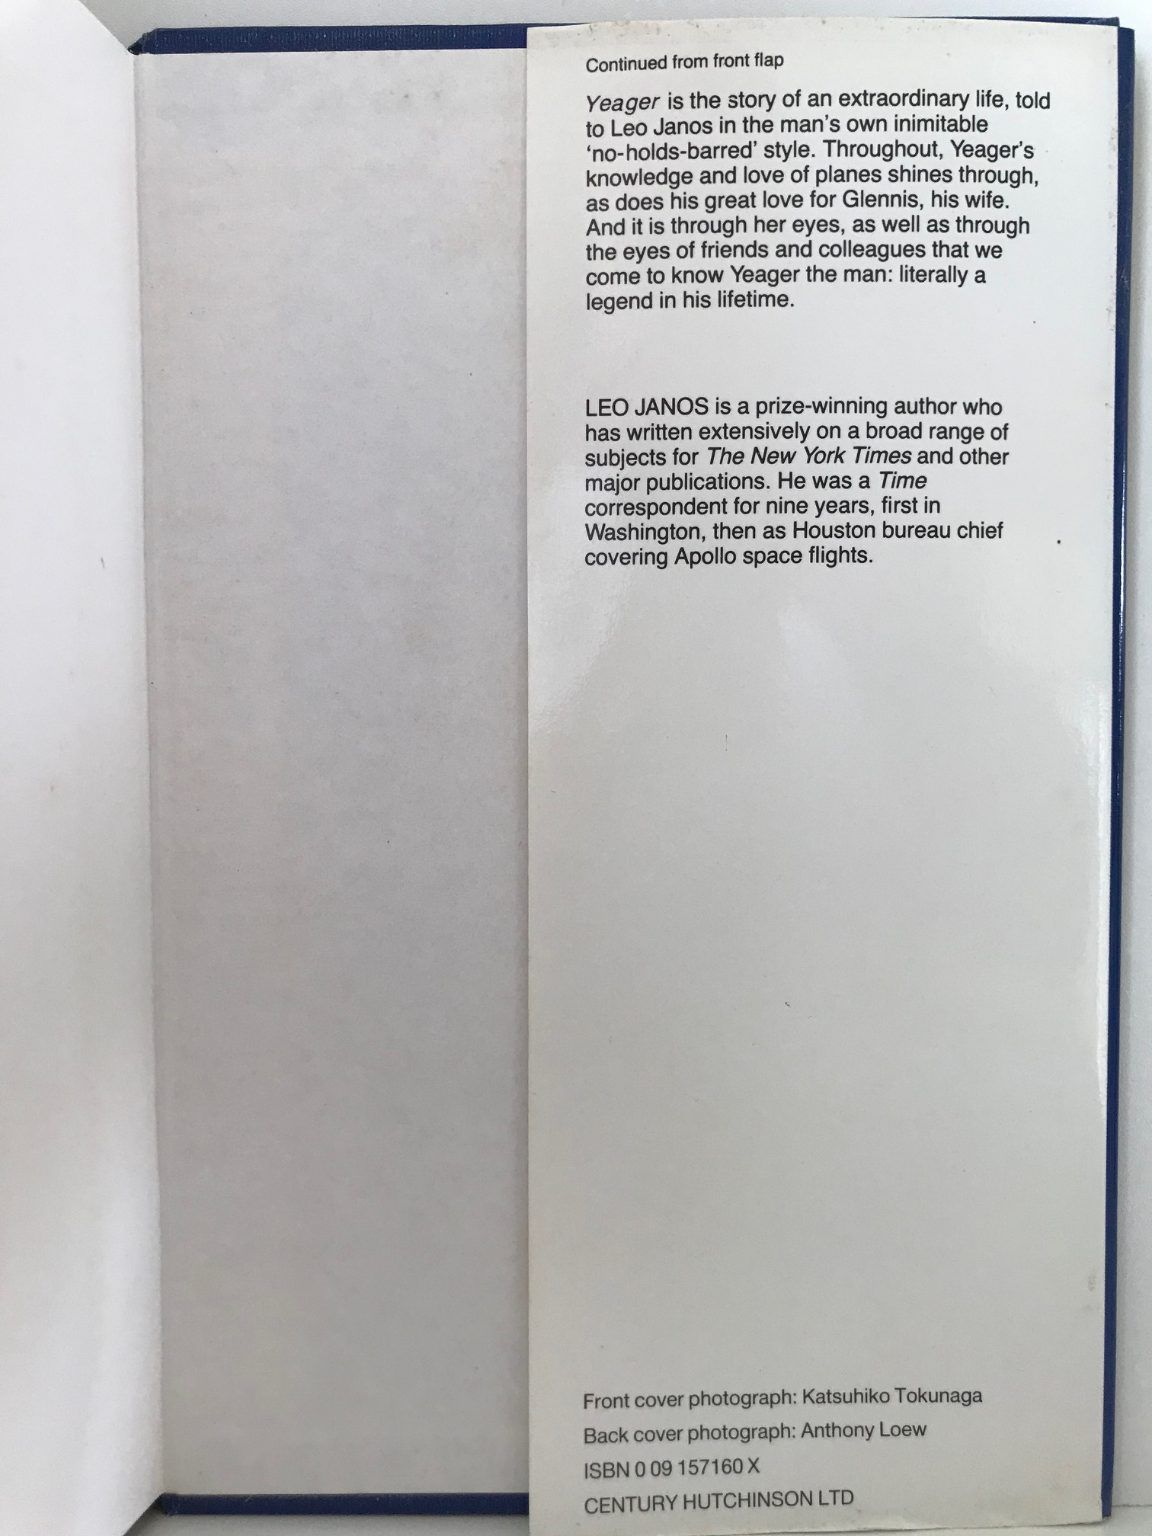 Continued from front flap
Yeager is the story of an extraordinary life, told
to Leo Janos in the man's own inimitable
‘no-holds-barred’ style. Throughout, Yeager's
knowledge and love of planes shines through,
as does his great love for Glennis, his wife.
And it is through her eyes, as well as through
the eyes of friends and colleagues that we
come to know Yeager the man: literally a
legend in his lifetime.
LEO JANOS is a prize-winning author who
has written extensively on a broad range of
subjects for The New York Times and other
major publications. He was a Time
correspondent for nine years, first in
Washington, then as Houston bureau chief
covering Apollo space flights.
Front cover photograph: Katsuhiko Tokunaga
Back cover photograph: Anthony Loew
ISBN 0 09 157160 X
CENTURY HUTCHINSON LTD